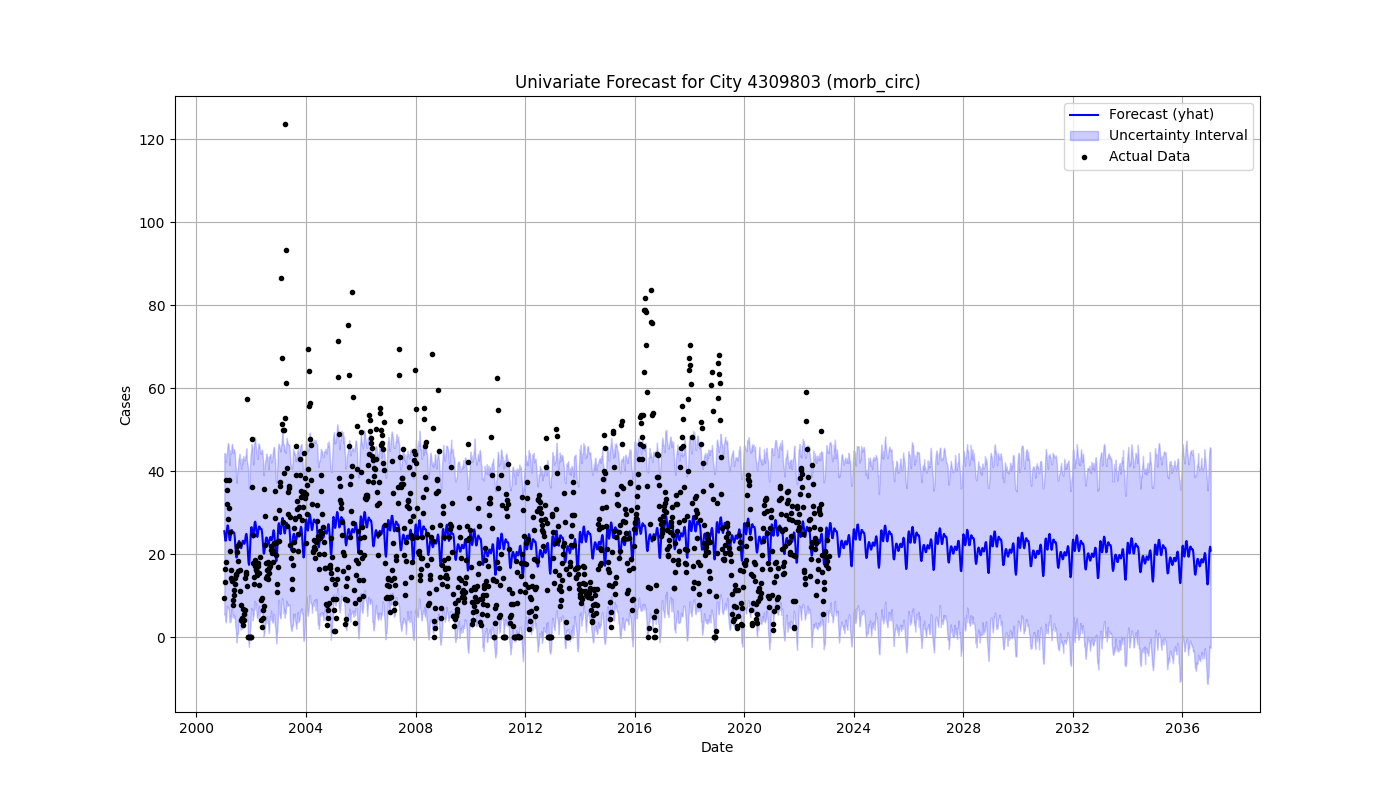 Univariate Forecast for City 4309803 (morb_circ)
Forecast (yhat)
Uncertainty Interval
Actual Data
120
100
80
60
40
20
0
Cases
2000 2004 2008 2012 2016 2020 2024 2028 2032 2036
Date